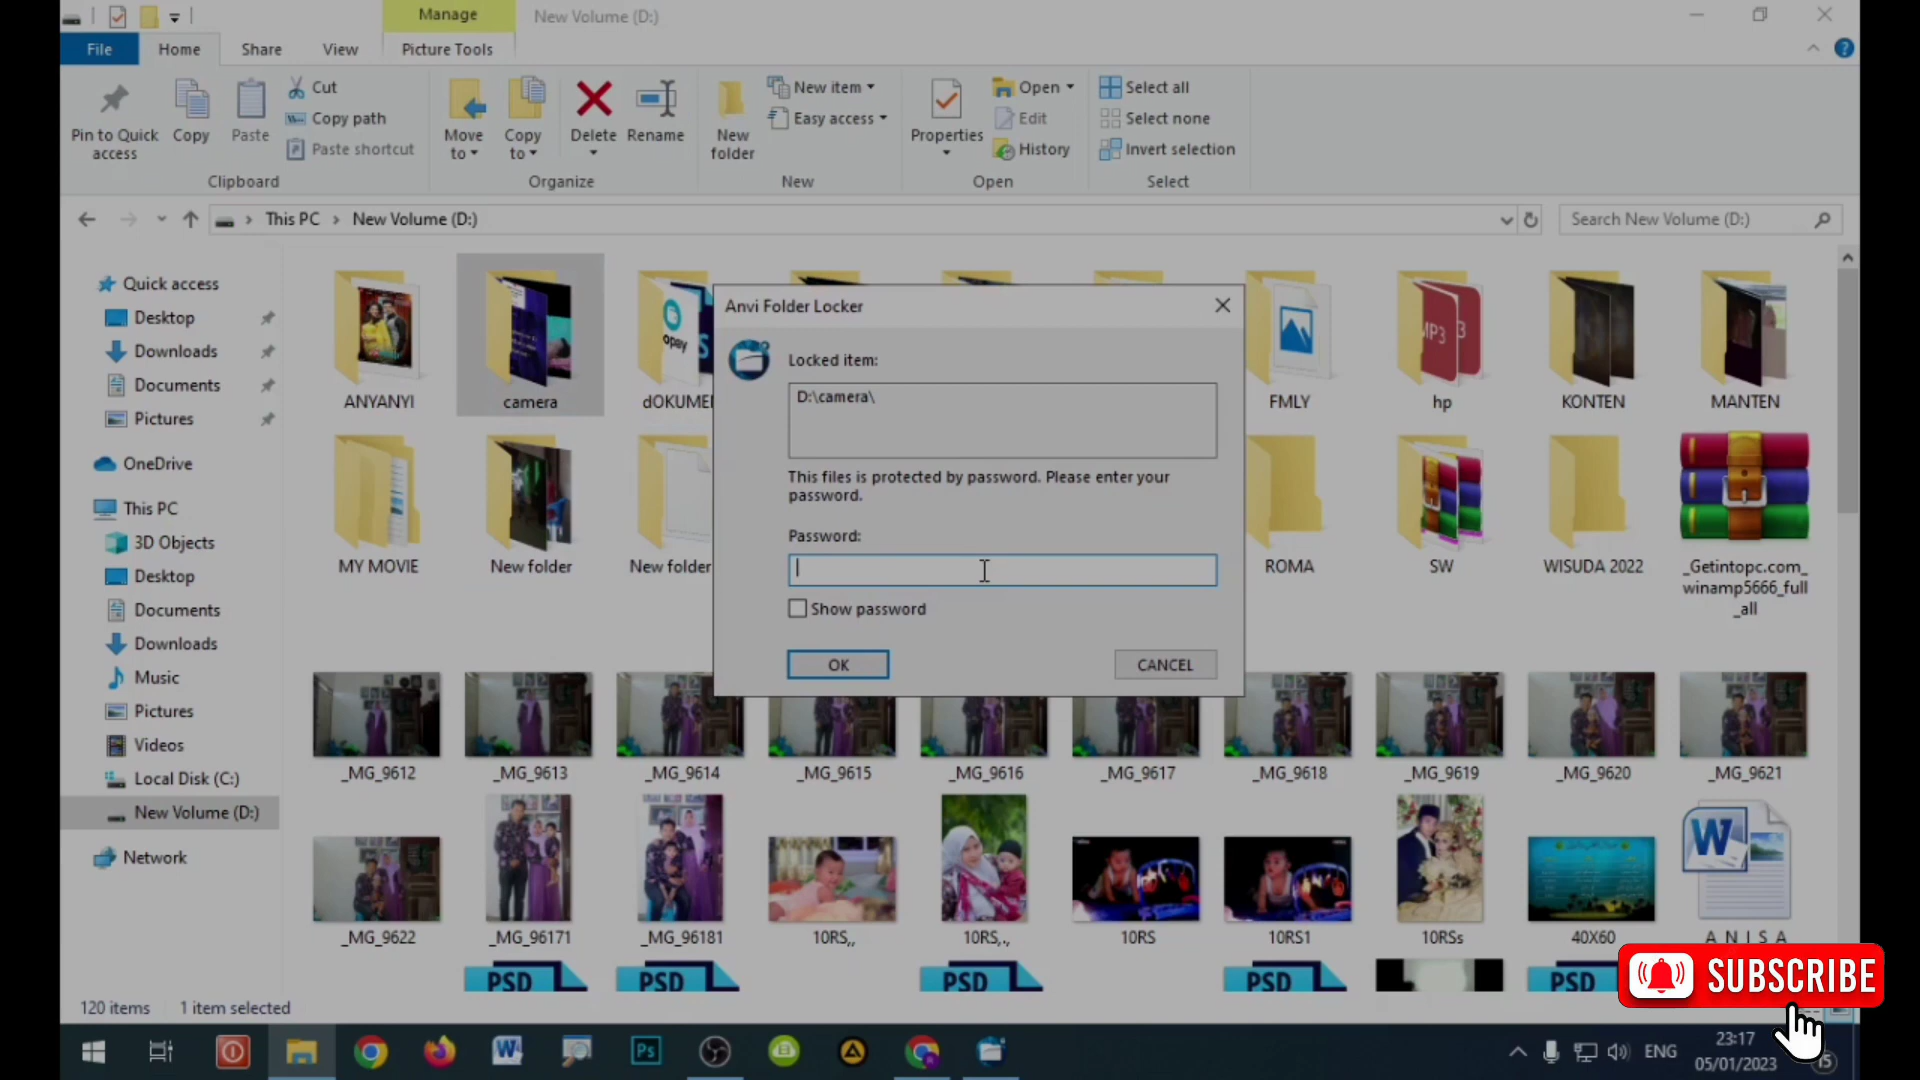 Manage
New Volume (D:)
File
Home
Share
View
Picture Tools
Pin to Quick
access
Copy
Paste
Cut
Copy path
Paste shortcut
Clipboard
Move
to
Copy
to
Delete
Rename
Organize
New
folder
New item
Easy access
New
Properties
Open
Edit
History
Open
Select all
Select none
Invert selection
Select
This PC
New Volume (D:)
Search New Volume (D:)
Quick access
Desktop
Downloads
Documents
Pictures
OneDrive
This PC
3D Objects
Desktop
Documents
Downloads
Music
Pictures
Videos
Local Disk (C:)
New Volume (D:)
Network
opay
MP3
ANYANYI
camera
dOKUME
FMLY
hp
KONTEN
MANTEN
Anvi Folder Locker
Locked item:
D:\camera\
This files is protected by password. Please enter your
password.
Password:
Show password
OK
CANCEL
MY MOVIE
New folder
New folder
ROMA
SW
WISUDA 2022
_Getintopc.com_
winamp5666_full
_all
_MG_9612
_MG_9613
_MG_9614
_MG_9615
_MG_9616
_MG_9617
_MG_9618
_MG_9619
_MG_9620
_MG_9621
_MG_9622
_MG_96171
_MG_96181
10RS,,
10RS,.,
10RS
10RS1
10RSs
40X60
A N I S A
W
PSD
PSD
PSD
PSD
PSD
SUBSCRIBE
120 items
1 item selected
W
Ps
ENG
23:17
05/01/2023
15